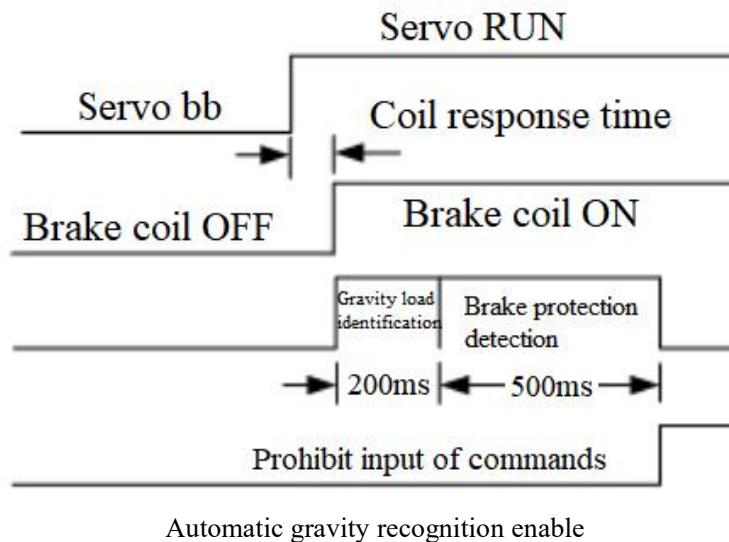 Servo RUN
Servo bb
Coil response time
Brake coil OFF
Brake coil ON
Gravity load
identification
Brake protection
detection
200ms
500ms
Prohibit input of commands
Automatic gravity recognition enable